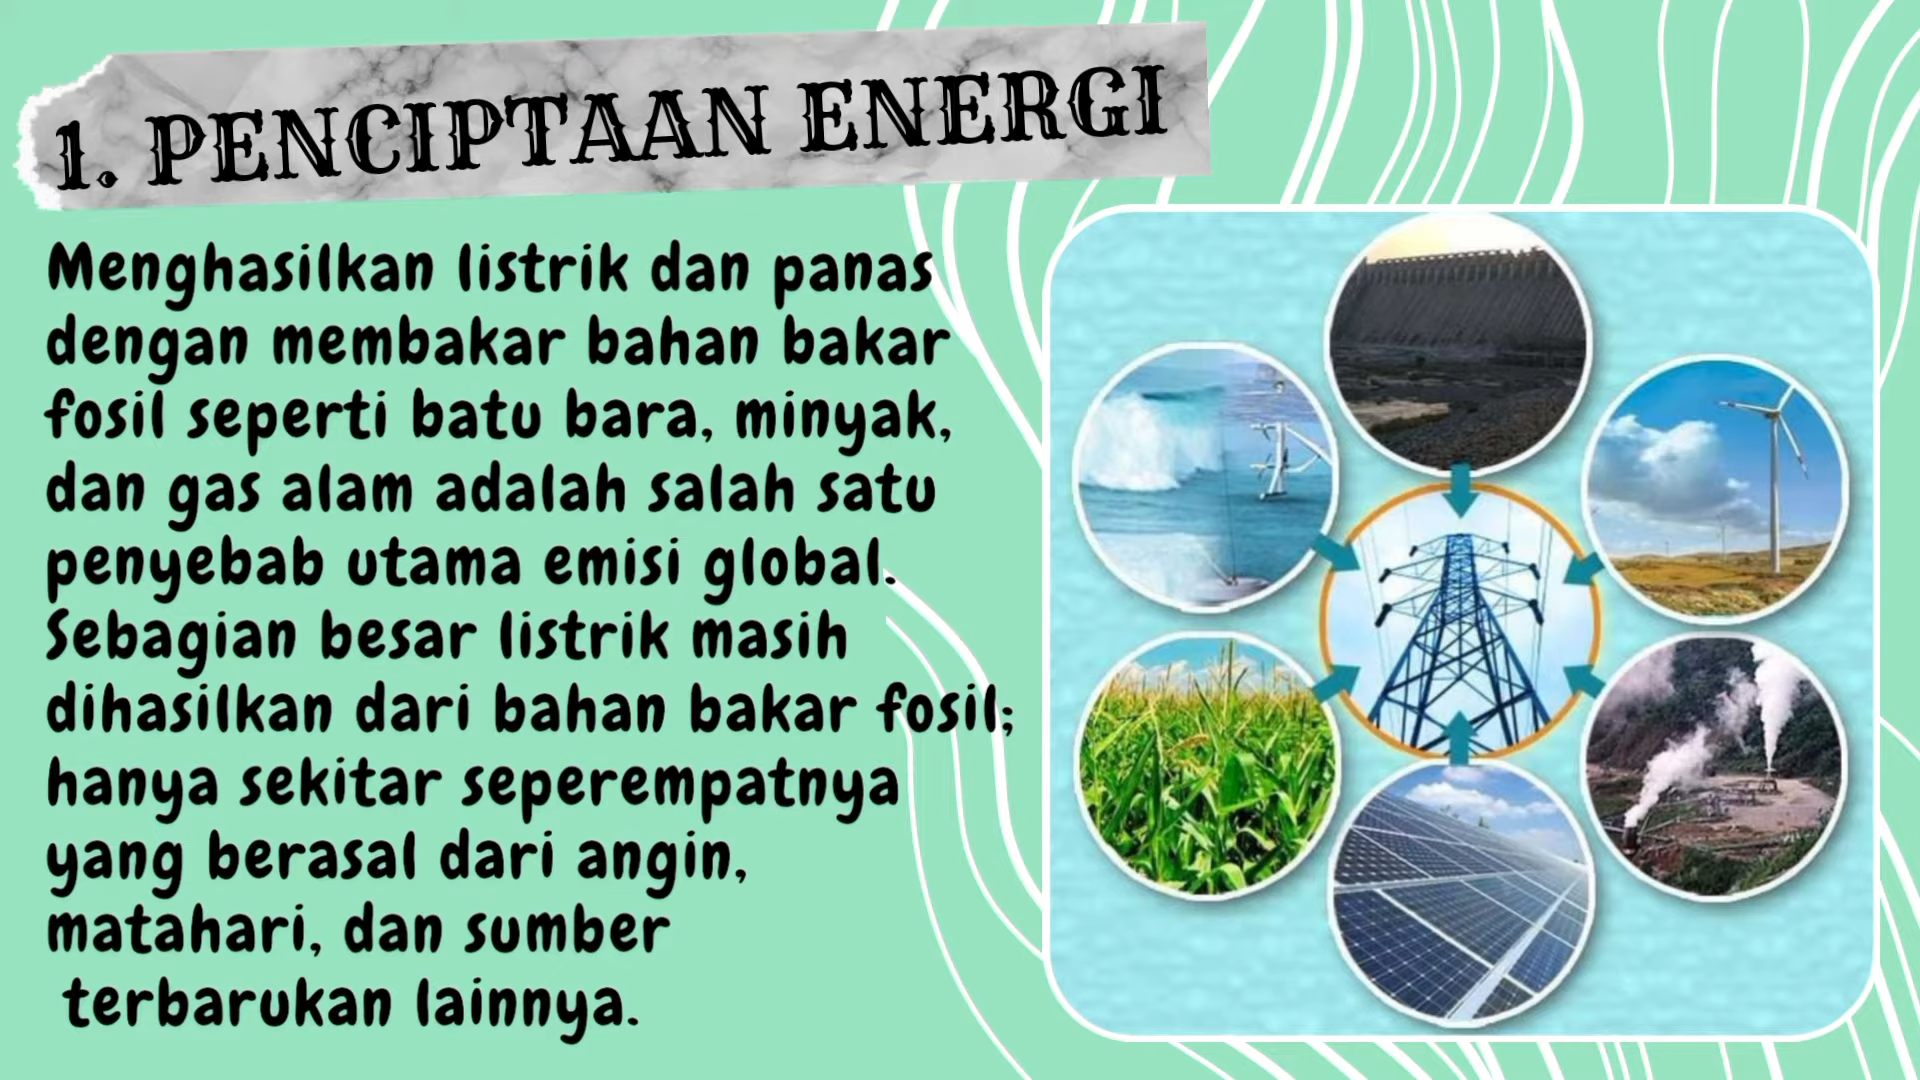 1. PENCIPTAAN ENERGI
Menghasilkan listrik dan panas
dengan membakar bahan bakar
fosil seperti batu bara, minyak,
dan gas alam adalah salah satu
penyebab utama emisi global.
Sebagian besar listrik masih
dihasilkan dari bahan bakar fosil;
hanya sekitar seperempatnya
yang berasal dari angin,
matahari, dan sumber
terbarukan lainnya.